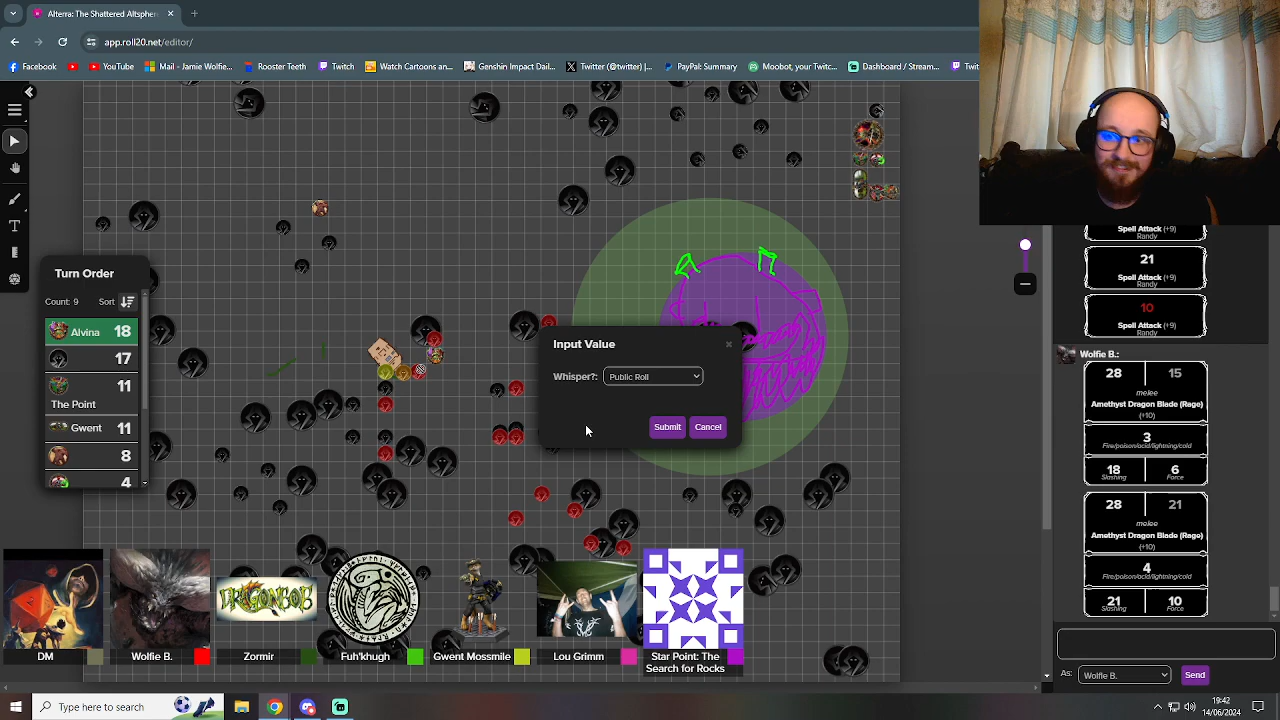 Alterra: The Shattered Altsphere
app.roll20.net/editor/
Facebook
YouTube
Mail - Jamie Wolfie...
Rooster Teeth
Twitch
Watch Cartoons an...
Genshin Impact Dail...
Twitter (@twitter) |...
PayPal Summary
Moobot, your Twitc...
Dashboard / Stream...
Twit
Turn Order
Count: 9 Sort
Alvina 18
17
11
The Point
Gwent 11
8
4
Input Value
Whisper?: Public Roll
Submit Cancel
Spell Attack (+9)
Randy
21
Spell Attack (+9)
Randy
10
Spell Attack (+9)
Randy
Wolfie B.:
28 15
melee
Amethyst Dragon Blade (Rage)
(+10)
3
Fire/poison/acid/lightning/cold
18 6
Slashing Force
28 21
melee
Amethyst Dragon Blade (Rage)
(+10)
4
Fire/poison/acid/lightning/cold
21 10
Slashing Force
DM
Wolfie B.
Zormir
Fuh'khugh
Gwent Mossmile
Lou Grimm
Star Point: The
Search for Rocks
As: Wolfie B. Send
Type here to search
19:42
14/06/2024